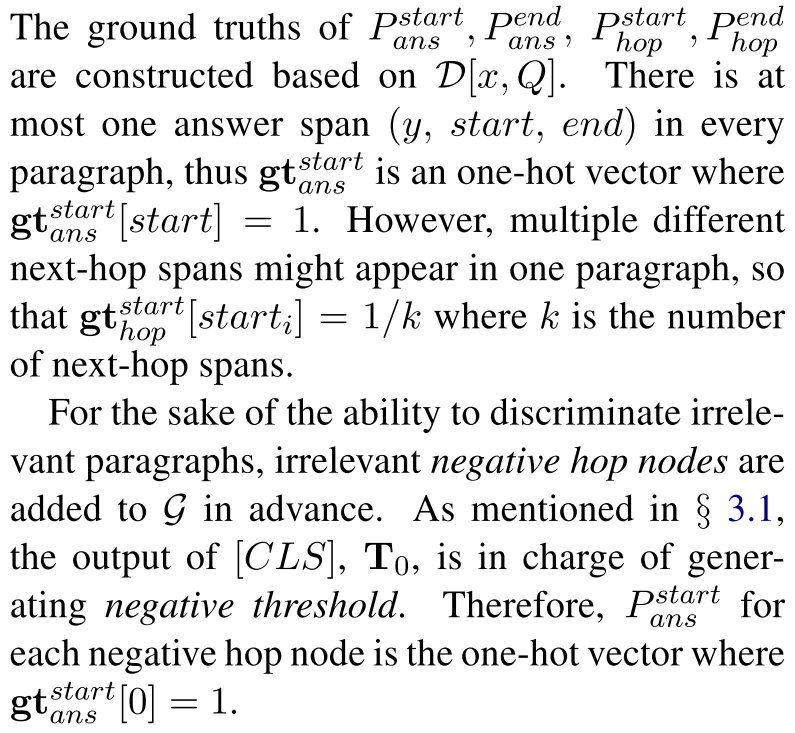 The ground truths of $P_{ans}^{start}, P_{ans}^{end}, P_{hop}^{start}, P_{hop}^{end}$
are constructed based on $\mathcal{D}[x, Q]$. There is at
most one answer span $(y, start, end)$ in every
paragraph, thus $\mathbf{gt}_{ans}^{start}$ is an one-hot vector where
$\mathbf{gt}_{ans}^{start}[start] = 1$. However, multiple different
next-hop spans might appear in one paragraph, so
that $\mathbf{gt}_{hop}^{start}[start_i] = 1/k$ where $k$ is the number
of next-hop spans.
For the sake of the ability to discriminate irrele-
vant paragraphs, irrelevant negative hop nodes are
added to $\mathcal{G}$ in advance. As mentioned in § 3.1,
the output of $[CLS]$, $\mathbf{T}_0$, is in charge of gener-
ating negative threshold. Therefore, $P_{ans}^{start}$ for
each negative hop node is the one-hot vector where
$\mathbf{gt}_{ans}^{start}[0] = 1$.